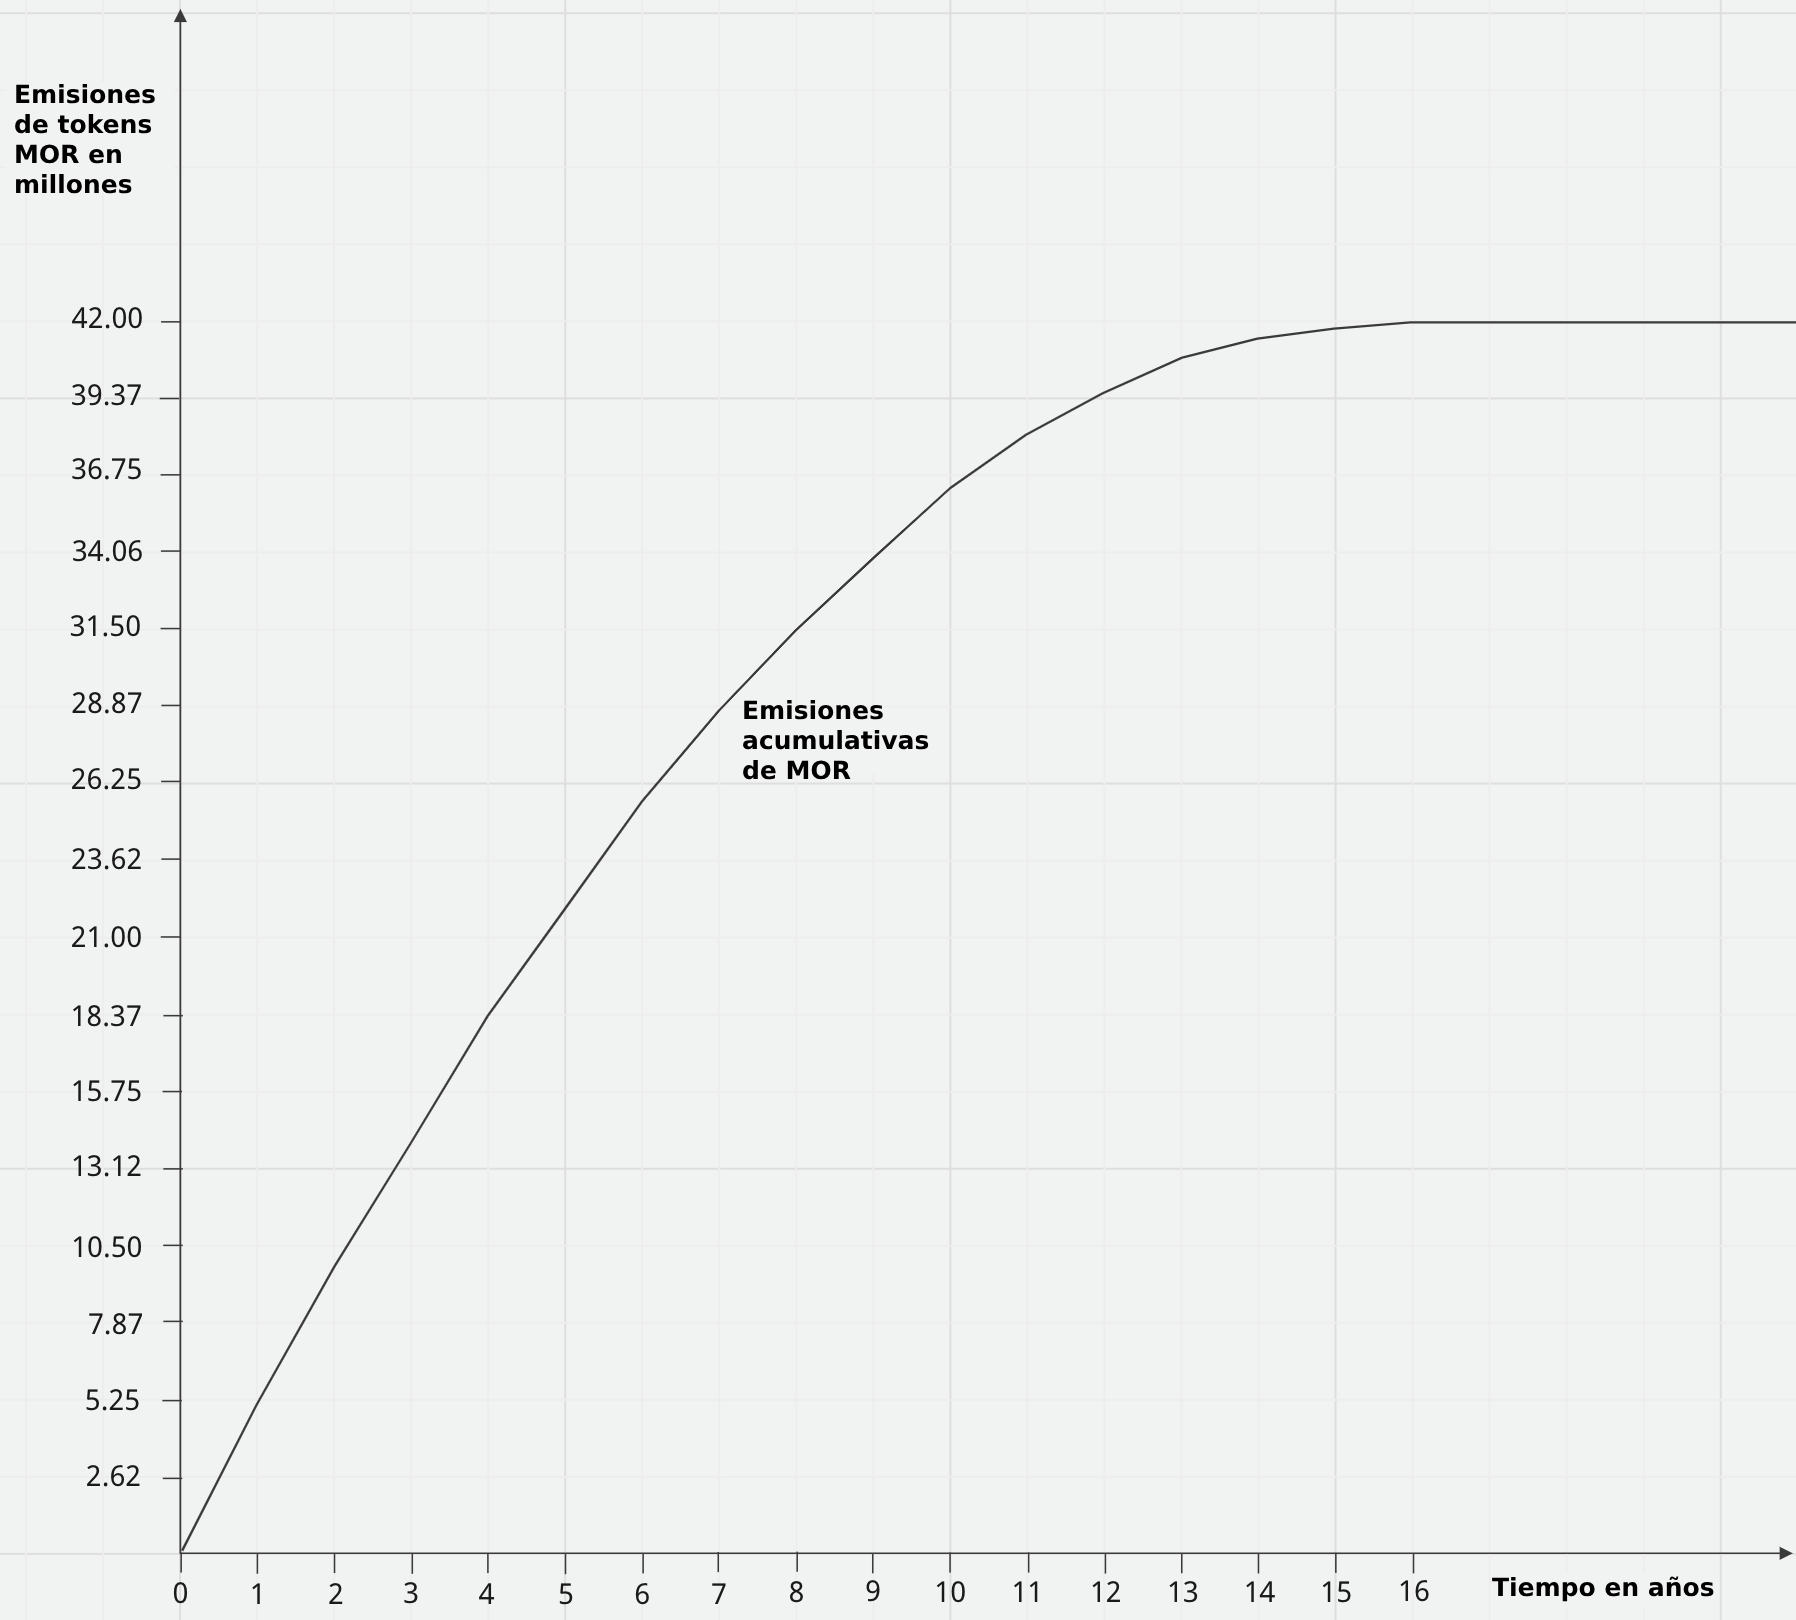 Emisiones
de tokens
MOR en
millones
42.00
39.37
36.75
34.06
31.50
28.87
Emisiones
acumulativas
de MOR
26.25
23.62
21.00
18.37
15.75
13.12
10.50
7.87
5.25
2.62
0 1 2 3 4 5 6 7 8 9 10 11 12 13 14 15 16 Tiempo en años